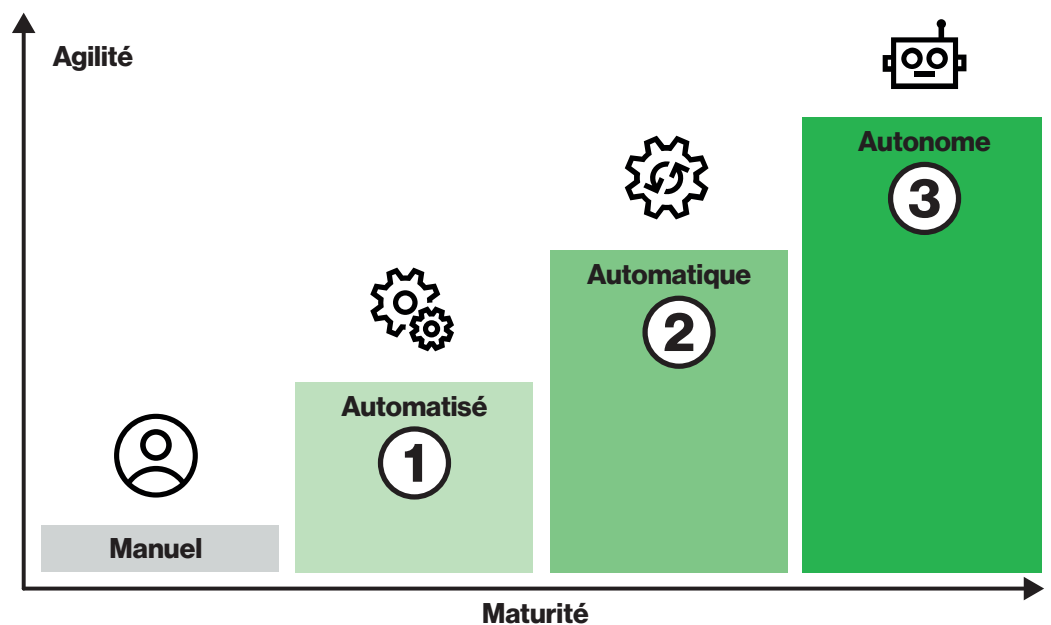 Agilité
Autonome
3
Automatique
2
Automatisé
1
Manuel
Maturité